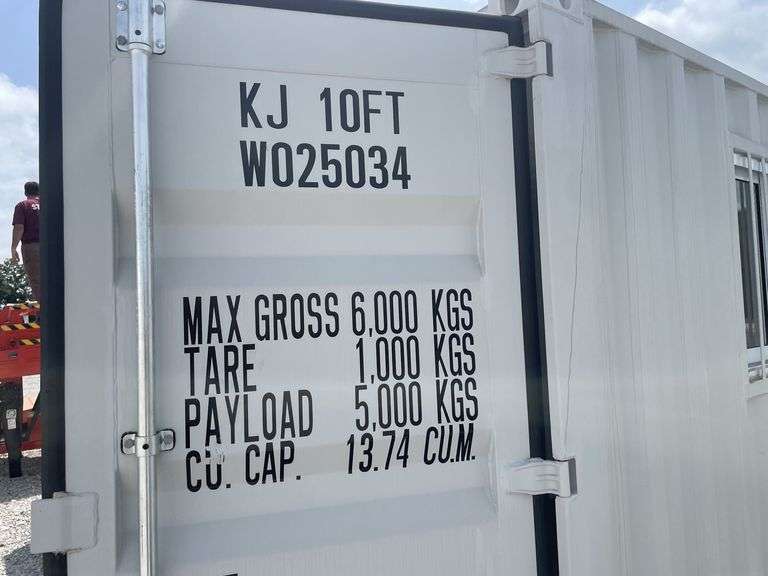 KJ 10FT
W025034
MAX GROSS 6,000 KGS
TARE 1,000 KGS
PAYLOAD 5,000 KGS
CU. CAP. 13.74 CU.M.